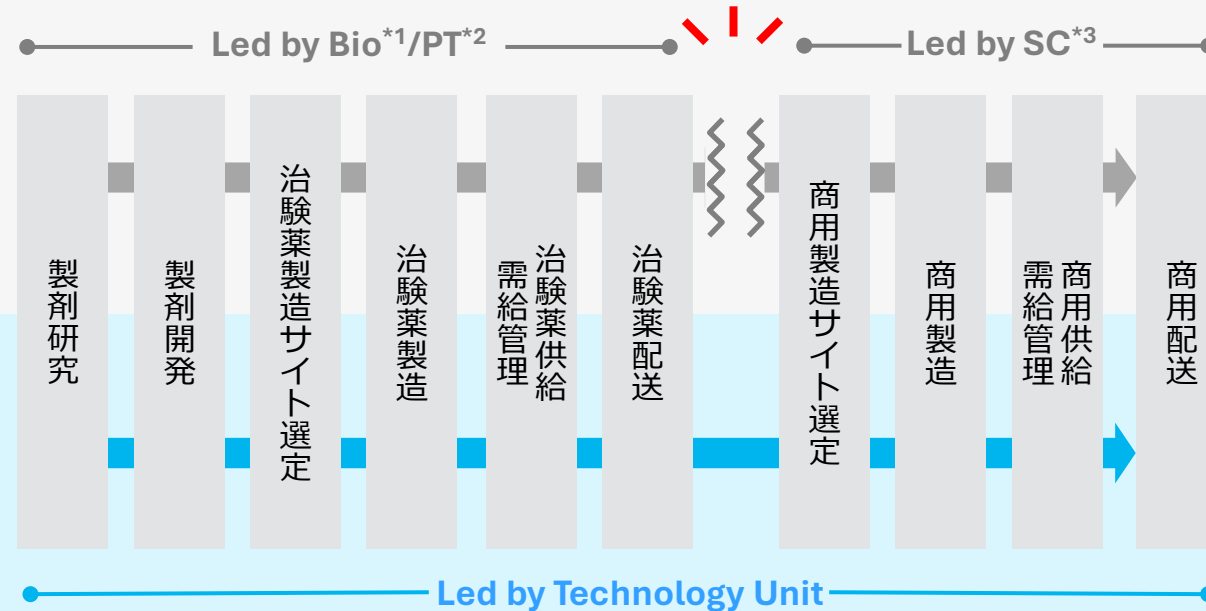 Led by Bio*1/PT*2
Led by SC*3
製剤研究
製剤開発
治験薬製造サイト選定
治験薬製造
治験薬供給
需給管理
治験薬配送
商用製造サイト選定
商用製造
商用供給
需給管理
商用配送
Led by Technology Unit